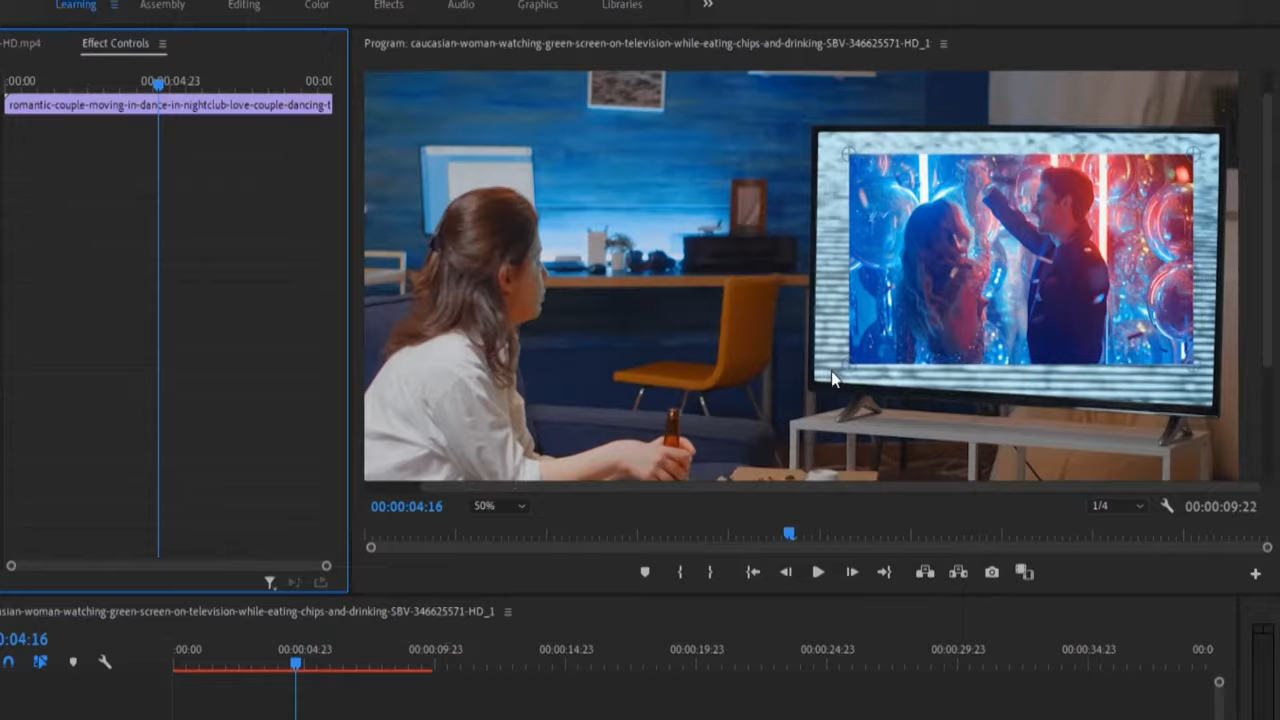 Learning
Assembly
Editing
Color
Effects
Audio
Graphics
Libraries
»
-HD.mp4
Effect Controls
Program: caucasian-woman-watching-green-screen-on-television-while-eating-chips-and-drinking-SBV-346625571-HD_1
:00:00
00:00:04:23
00:0(
romantic-couple-moving-in-dance-in-nightclub-love-couple-dancing-t
00:00:04:16
50%
1/4
00:00:09:22
asian-woman-watching-green-screen-on-television-while-eating-chips-and-drinking-SBV-346625571-HD_1
0:04:16
:00:00
00:00:04:23
00:00:09:23
00:00:14:23
00:00:19:23
00:00:24:23
00:00:29:23
00:00:34:23
00:0